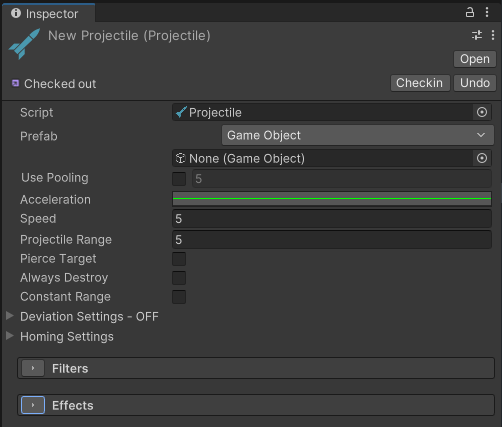 Inspector
New Projectile (Projectile)
Open
Checked out
Checkin Undo
Script Projectile
Prefab Game Object
None (Game Object)
Use Pooling 5
Acceleration
Speed 5
Projectile Range 5
Pierce Target
Always Destroy
Constant Range
Deviation Settings - OFF
Homing Settings
Filters
Effects